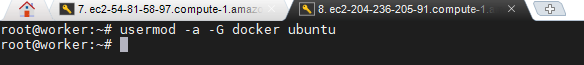 7. ec2-54-81-58-97.compute-1.amazo
8. ec2-204-236-205-91.compute-1.a
root@worker:~# usermod -a -G docker ubuntu
root@worker:~#